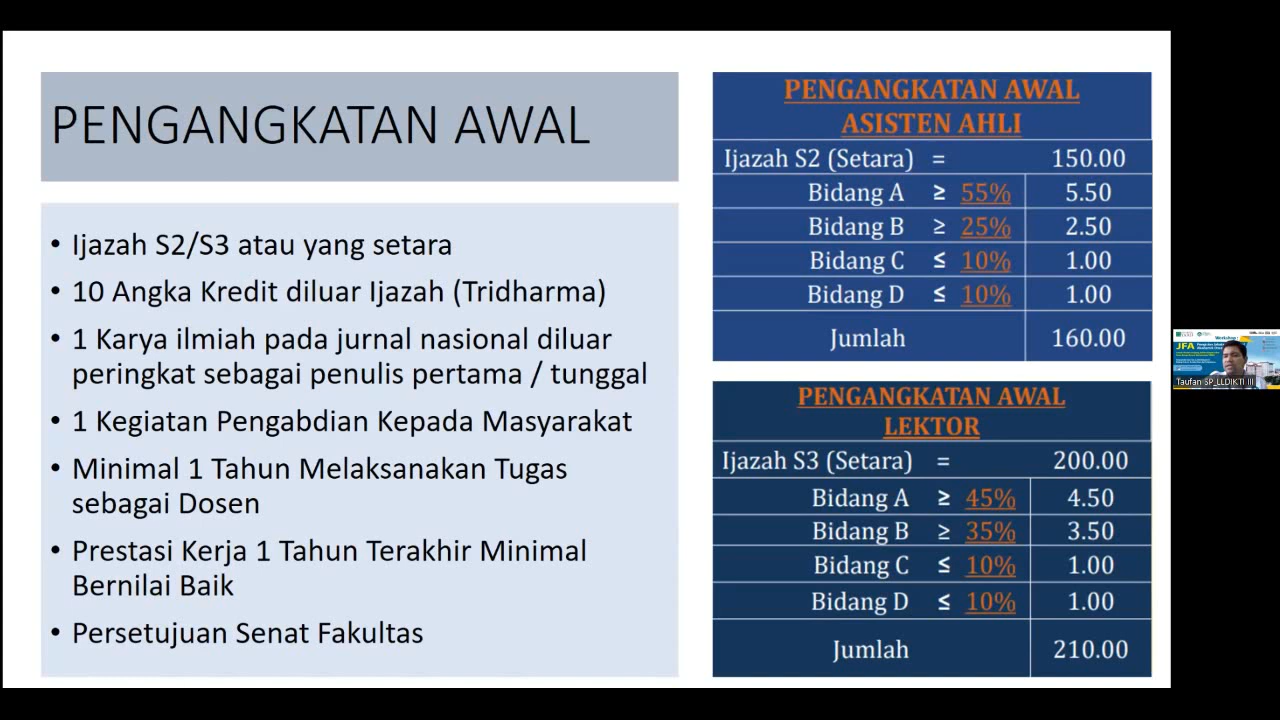 PENGANGKATAN AWAL
• Ijazah S2/S3 atau yang setara
• 10 Angka Kredit diluar Ijazah (Tridharma)
• 1 Karya ilmiah pada jurnal nasional diluar
peringkat sebagai penulis pertama / tunggal
• 1 Kegiatan Pengabdian Kepada Masyarakat
• Minimal 1 Tahun Melaksanakan Tugas
sebagai Dosen
• Prestasi Kerja 1 Tahun Terakhir Minimal
Bernilai Baik
• Persetujuan Senat Fakultas
PENGANGKATAN AWAL
ASISTEN AHLI
Ijazah S2 (Setara) = 150.00
Bidang A ≥ 55% 5.50
Bidang B ≥ 25% 2.50
Bidang C ≤ 10% 1.00
Bidang D ≤ 10% 1.00
Jumlah 160.00
PENGANGKATAN AWAL
LEKTOR
Ijazah S3 (Setara) = 200.00
Bidang A ≥ 45% 4.50
Bidang B ≥ 35% 3.50
Bidang C ≤ 10% 1.00
Bidang D ≤ 10% 1.00
Jumlah 210.00
Workshop
JFA
Taufan SP_LLDIKTI III